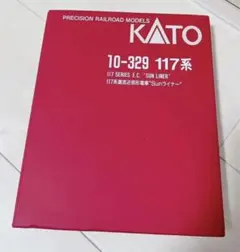 PRECISION RAILROAD MODELS
KATO
10-329 117系
117 SERIES E.C. "SUN LINER"
117系直流近郊形電車"Sunライナー"